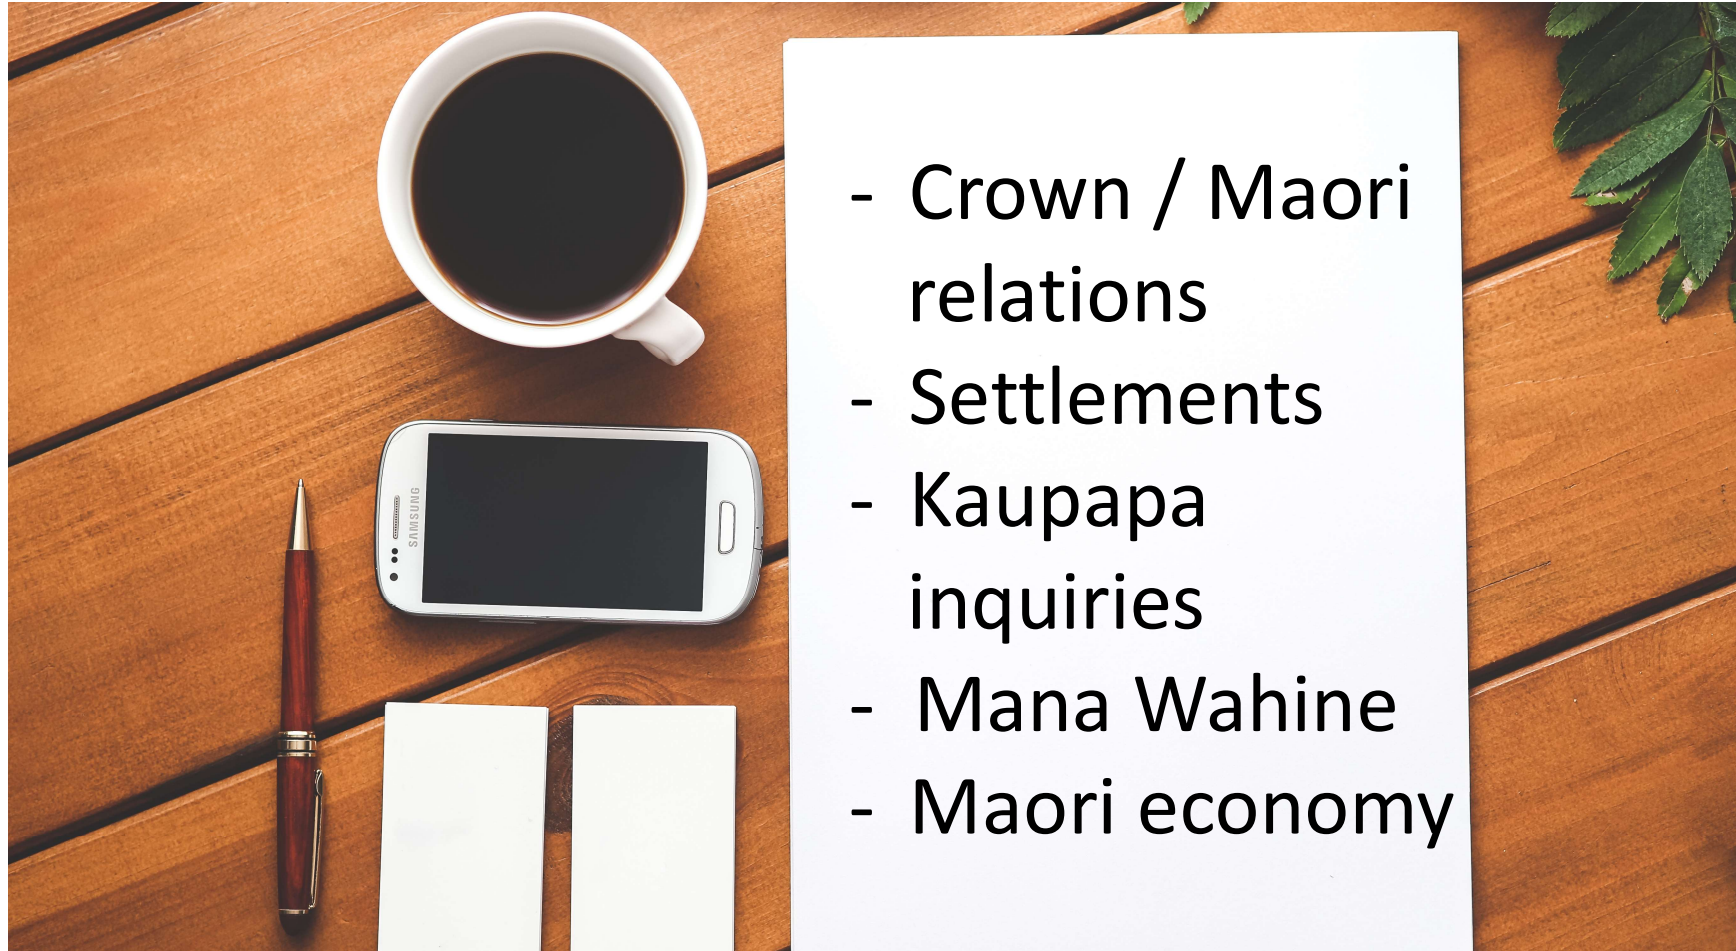 SAMSUNG
- Crown / Maori
relations
- Settlements
- Kaupapa
inquiries
- Mana Wahine
- Maori economy